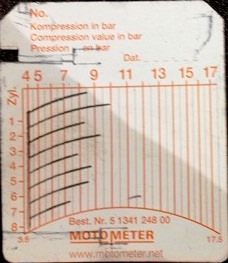 No.
Kompression in bar
Compression value in bar
Pression en bar
Dat.
4 5 7 9 11 13 15 17
Zyl.
1
2
3
4
5
6
7
8
Best. Nr. 5 1341 248 00
3.5 MOTOMETER 17.5
www.motometer.net